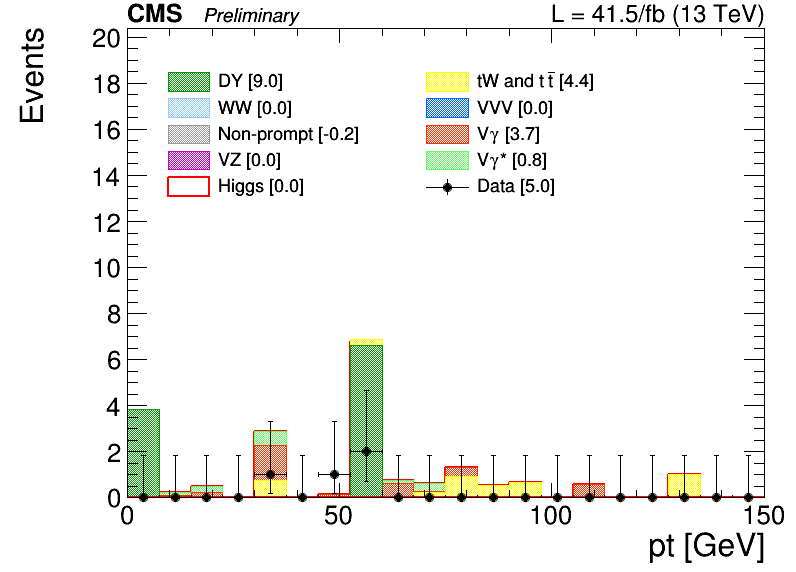 CMS Preliminary L = 41.5/fb (13 TeV)
Events
20
18
16
14
12
10
8
6
4
2
0
DY [9.0]
WW [0.0]
Non-prompt [-0.2]
VZ [0.0]
Higgs [0.0]
tW and tt̅ [4.4]
VVV [0.0]
Vγ [3.7]
Vγ* [0.8]
Data [5.0]
0 50 100 150
pt [GeV]